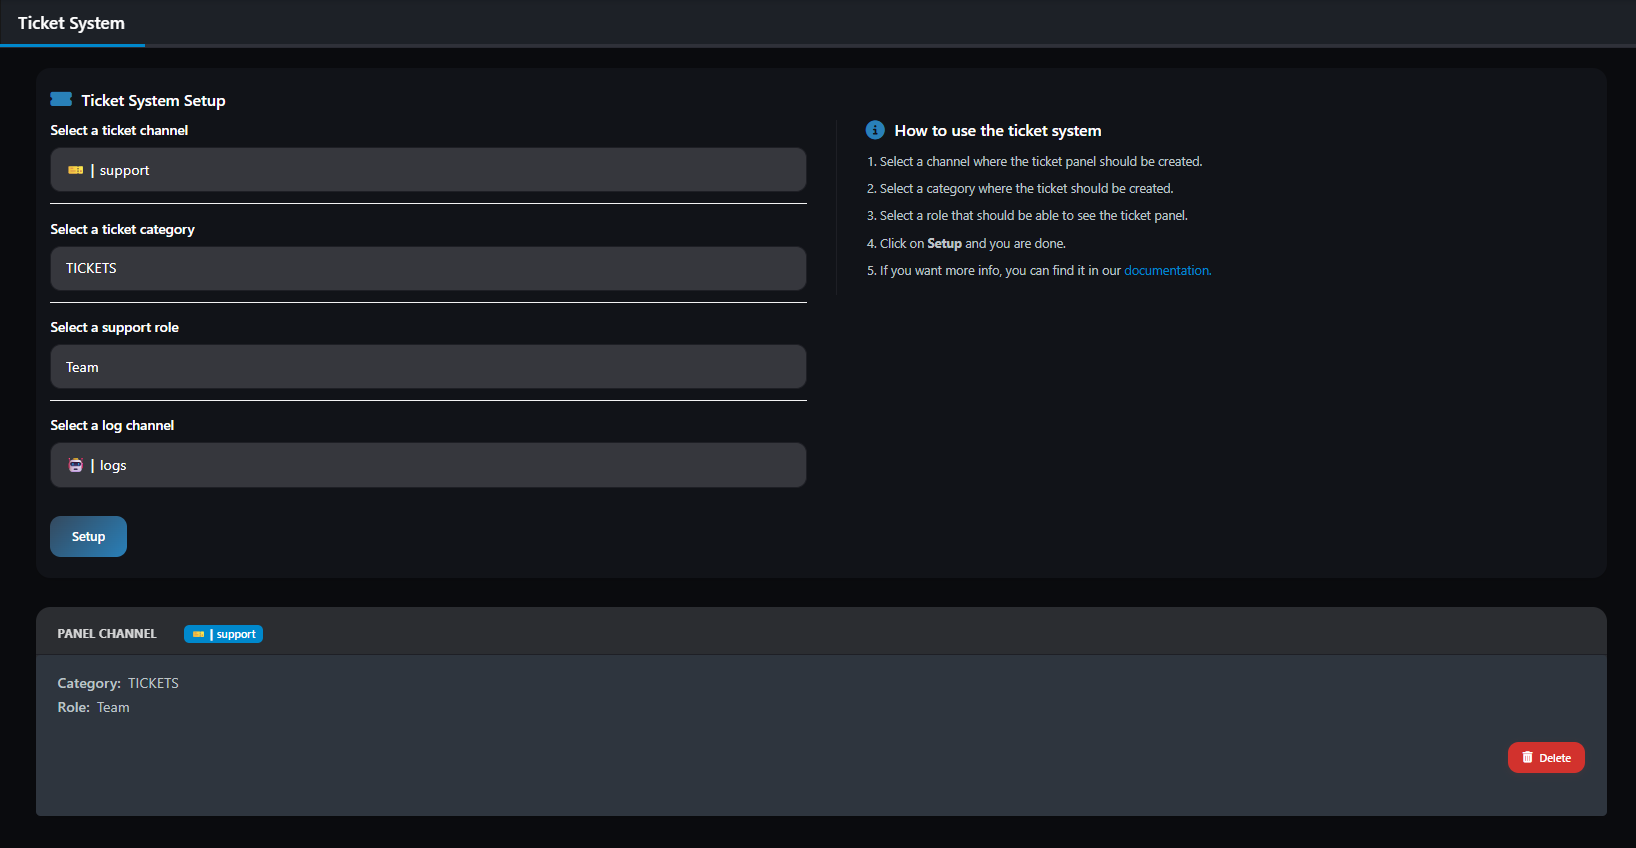 Ticket System
Ticket System Setup
Select a ticket channel
🎫 | support
Select a ticket category
TICKETS
Select a support role
Team
Select a log channel
🤖 | logs
Setup
How to use the ticket system
1. Select a channel where the ticket panel should be created.
2. Select a category where the ticket should be created.
3. Select a role that should be able to see the ticket panel.
4. Click on Setup and you are done.
5. If you want more info, you can find it in our documentation.
PANEL CHANNEL 🎫 | support
Category: TICKETS
Role: Team
Delete